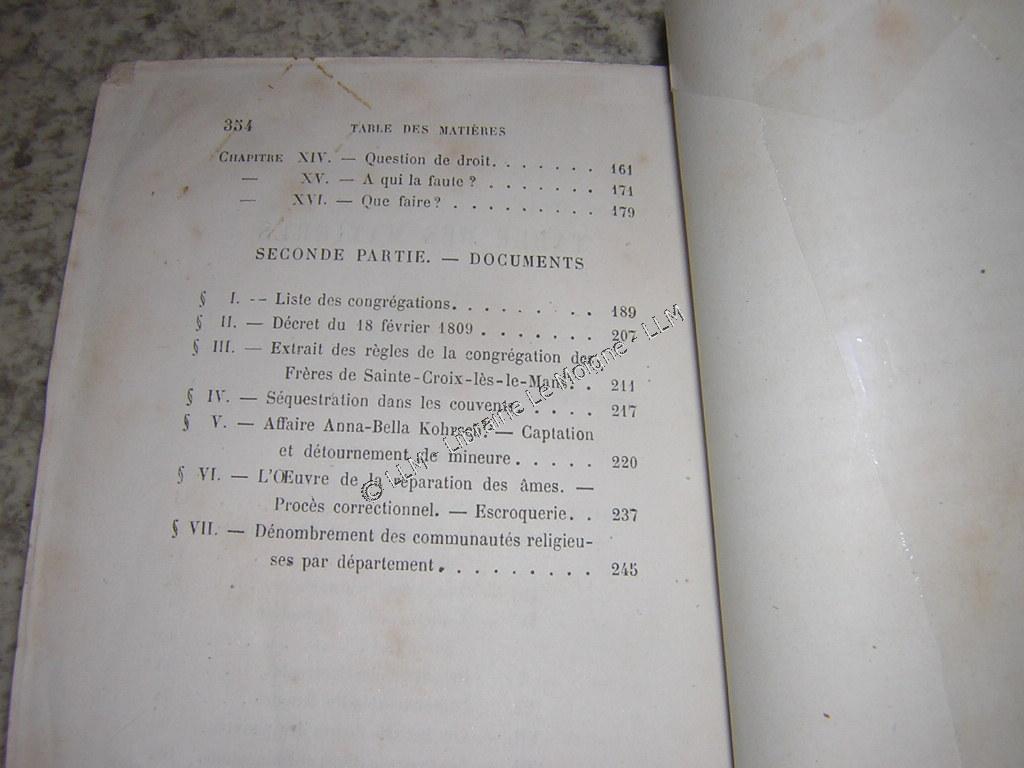 354 TABLE DES MATIÈRES
CHAPITRE XIV. — Question de droit. . . . . . . 161
— XV. — A qui la faute ? . . . . . . . 171
— XVI. — Que faire ? . . . . . . . . . 179
SECONDE PARTIE. — DOCUMENTS
§ I. -- Liste des congrégations. . . . . . . . . 189
§ II. — Décret du 18 février 1809 . . . . . . . 207
§ III. — Extrait des règles de la congrégation des
Frères de Sainte-Croix-lès-le-Mans. . 211
§ IV. — Séquestration dans les couvents . . . . 217
§ V. — Affaire Anna-Bella — Captation
et détournement de mineure . . . . . 220
§ VI. — L'Œuvre de la réparation des âmes. —
Procès correctionnel. — Escroquerie. . 237
§ VII. — Dénombrement des communautés religieu-
ses par département . . . . . . . . . 245
© LLM - Librairie Le Moigne - LLM